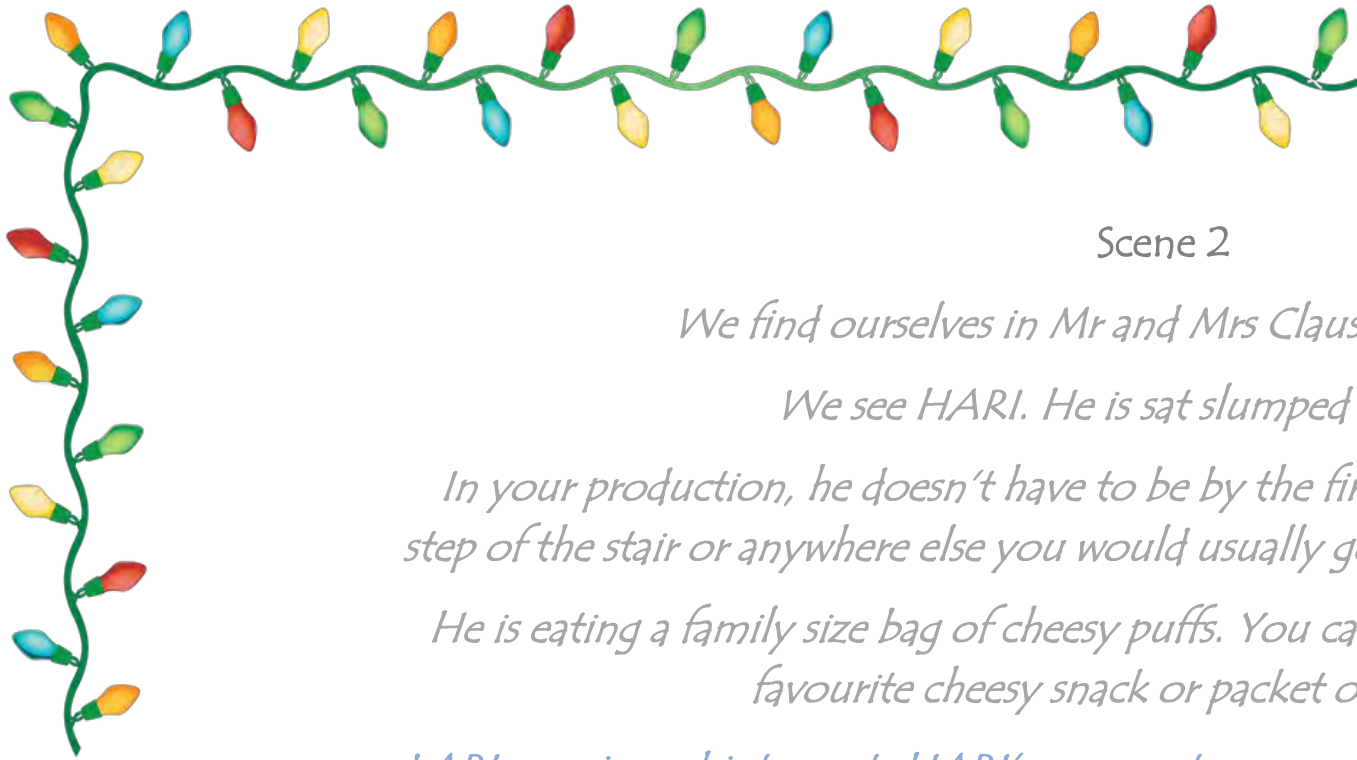 Scene 2
We find ourselves in Mr and Mrs Claus
We see HARI. He is sat slumped
In your production, he doesn't have to be by the fir
step of the stair or anywhere else you would usually g
He is eating a family size bag of cheesy puffs. You ca
favourite cheesy snack or packet o